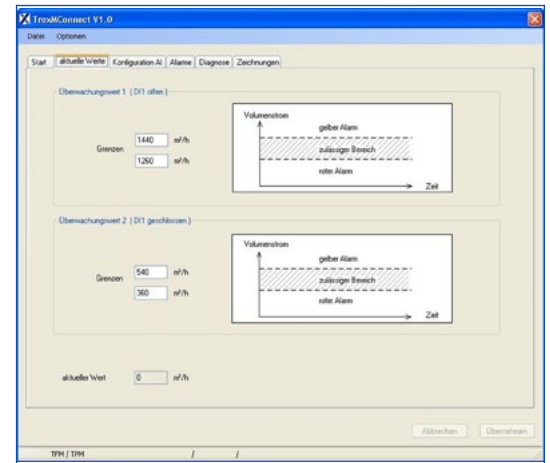 TroxMConnect V1.0
Datei Optionen
Start aktuelle Werte Konfiguration AI Alarme Diagnose Zeichnungen
Überwachungswert 1 ( DI1 offen )
Volumenstrom
gelber Alarm
zulässiger Bereich
roter Alarm
Zeit
Grenzen
1440 m³/h
1260 m³/h
Überwachungswert 2 ( DI1 geschlossen )
Volumenstrom
gelber Alarm
zulässiger Bereich
roter Alarm
Zeit
Grenzen
540 m³/h
360 m³/h
aktueller Wert 0 m³/h
Abbrechen Übernehmen
TPM / TPM / /